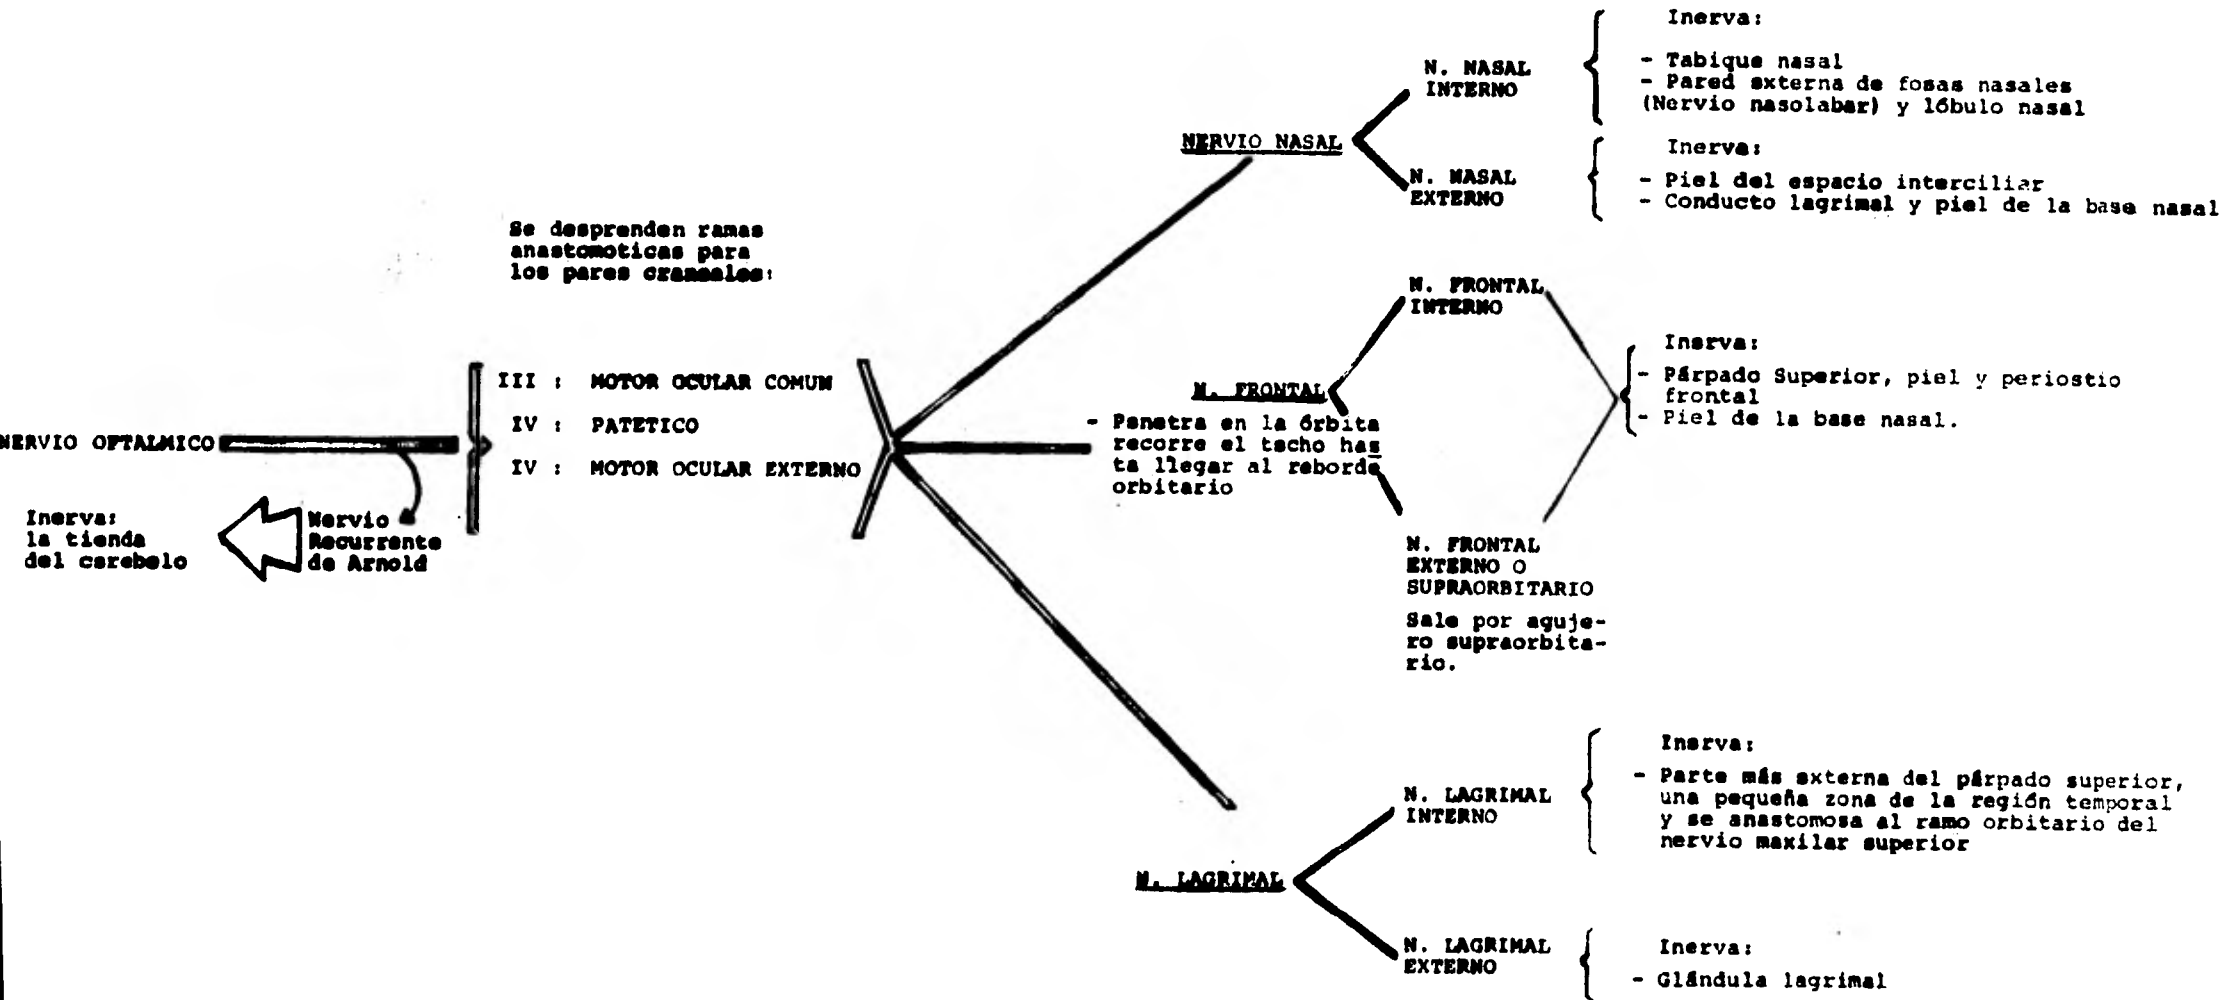 NERVIO OFTALMICO
Inerva:
la tienda
del cerebelo
Nervio
Recurrente
de Arnold
Se desprenden ramas
anastomoticas para
los pares craneales:
III : MOTOR OCULAR COMUN
IV : PATETICO
IV : MOTOR OCULAR EXTERNO
NERVIO NASAL
N. NASAL
INTERNO
Inerva:
- Tabique nasal
- Pared externa de fosas nasales
(Nervio nasolabar) y lóbulo nasal
N. NASAL
EXTERNO
Inerva:
- Piel del espacio interciliar
- Conducto lagrimal y piel de la base nasal
N. FRONTAL
- Penetra en la órbita
recorre el techo has
ta llegar al reborde
orbitario
N. FRONTAL
INTERNO
N. FRONTAL
EXTERNO O
SUPRAORBITARIO
Sale por aguje-
ro supraorbita-
rio.
Inerva:
- Párpado Superior, piel y periostio
frontal
- Piel de la base nasal.
N. LAGRIMAL
N. LAGRIMAL
INTERNO
Inerva:
- Parte más externa del párpado superior,
una pequeña zona de la región temporal
y se anastomosa al ramo orbitario del
nervio maxilar superior
N. LAGRIMAL
EXTERNO
Inerva:
- Glándula lagrimal